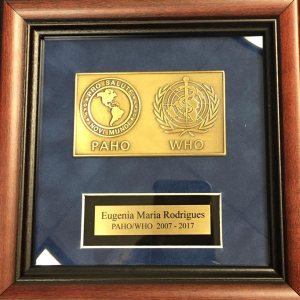 PRO SALUTE
NOVI MUNDI
PAHO
WHO
Eugenia Maria Rodrigues
PAHO/WHO 2007 - 2017